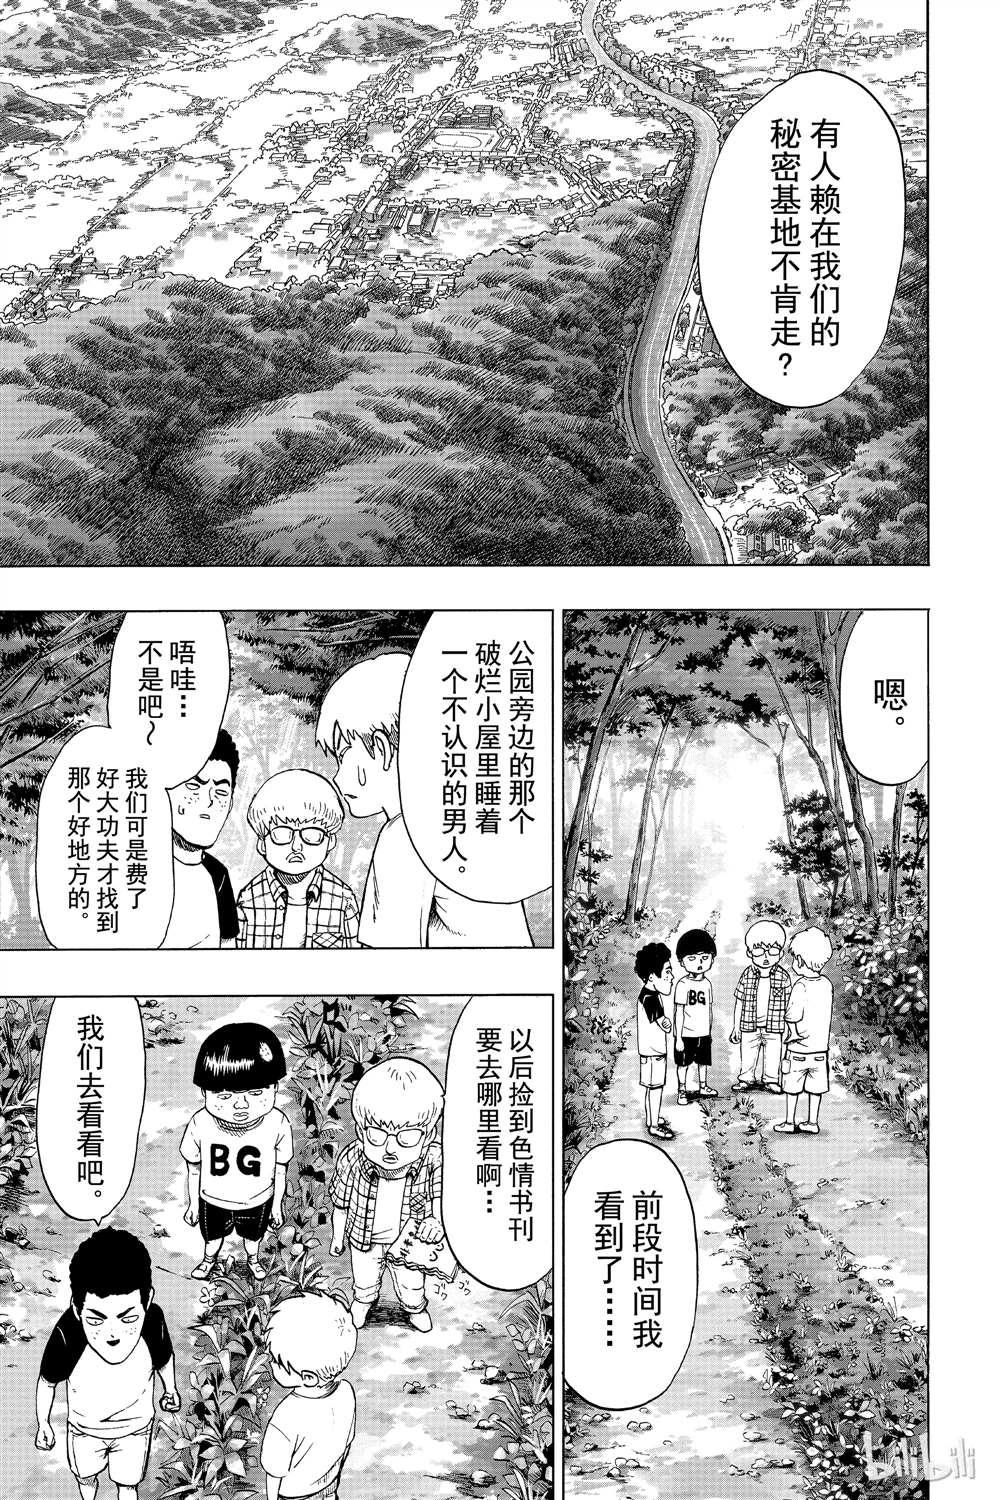 有人赖在我们的
秘密基地不肯走?
嗯。
前段时间我
看到了……
公园旁边的那个
破烂小屋里睡着
一个不认识的男人。
唔哇…
不是吧~
我们可是费了
好大功夫才找到
那个好地方的。
以后捡到色情书刊
要去哪里看啊…
BG
BG
我们去看看吧。
bilibili